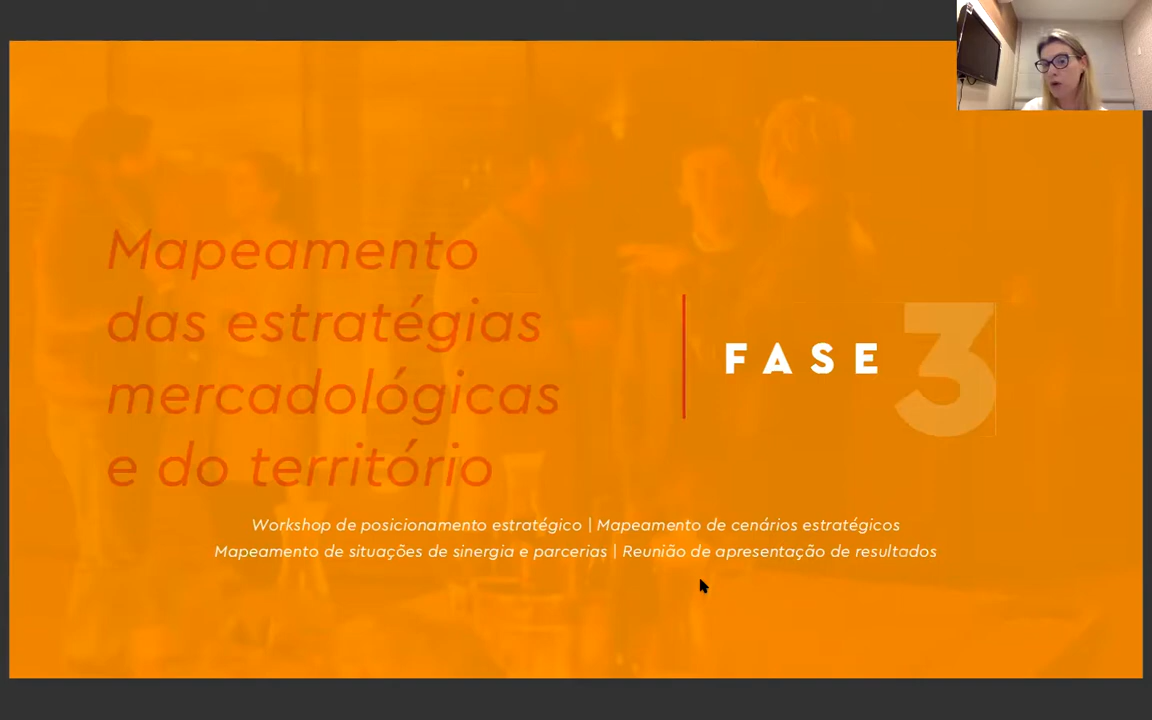 Mapeamento
das estratégias
mercadológicas
e do território
FASE 3
Workshop de posicionamento estratégico | Mapeamento de cenários estratégicos
Mapeamento de situações de sinergia e parcerias | Reunião de apresentação de resultados